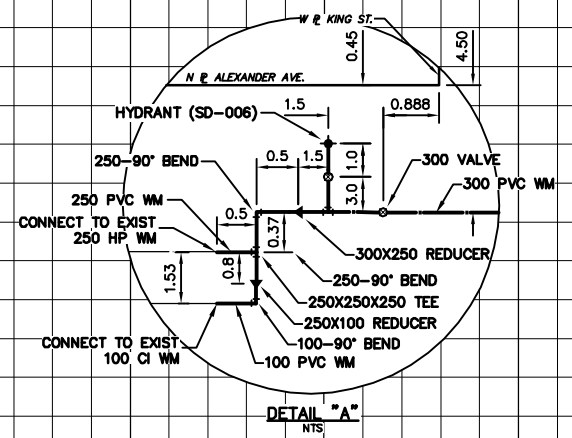 W ⅊ KING ST.
0.45
4.50
N ⅊ ALEXANDER AVE.
1.5
0.888
HYDRANT (SD-006)
250-90° BEND
0.5
1.5
1.0
300 VALVE
3.0
300 PVC WM
250 PVC WM
0.5
CONNECT TO EXIST
250 HP WM
0.37
300X250 REDUCER
1.53
0.8
250-90° BEND
250X250X250 TEE
250X100 REDUCER
CONNECT TO EXIST
100 CI WM
100-90° BEND
100 PVC WM
DETAIL "A"
NTS